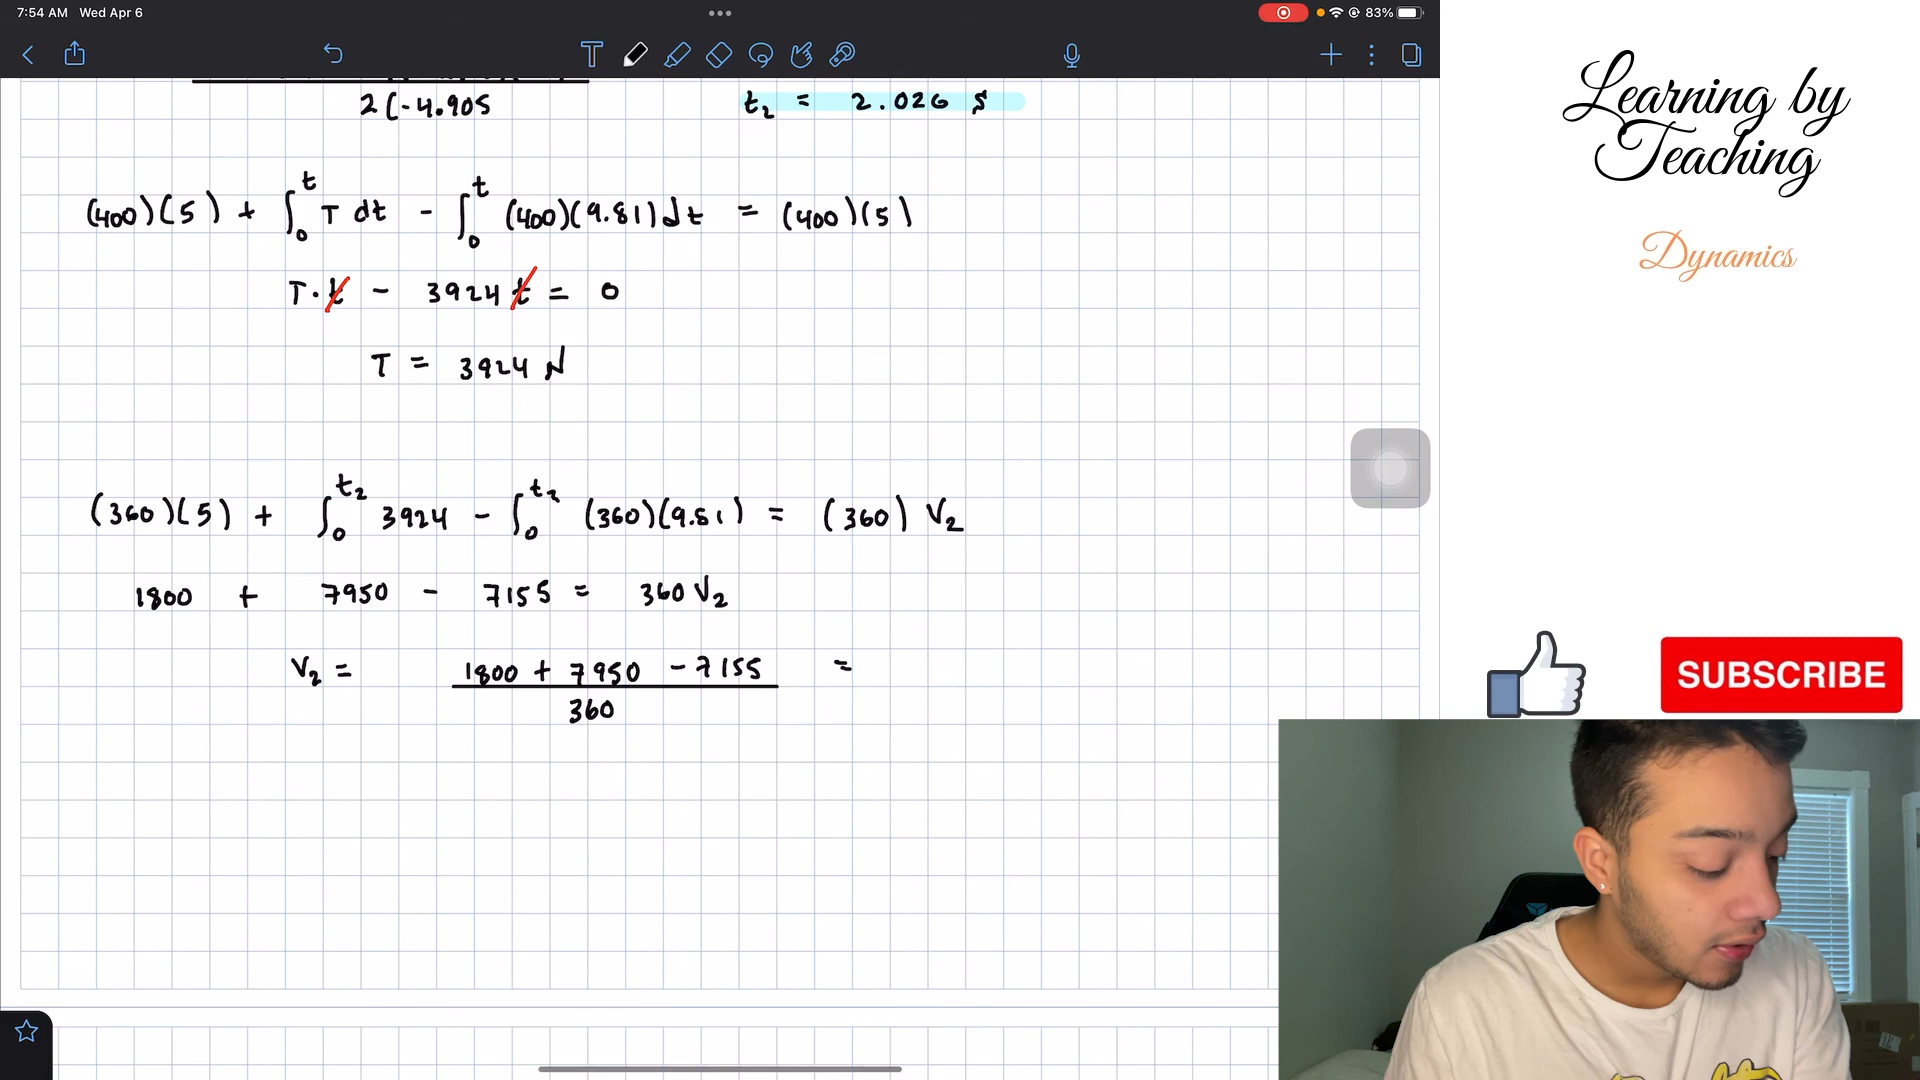 7:54 AM Wed Apr 6
83%
2(-4.905
t₂ = 2.026 s
(400)(5) + ∫₀ᵗ T dt - ∫₀ᵗ (400)(9.81)dt = (400)(5)
T·t - 3924t = 0
T = 3924 N
(360)(5) + ∫₀^t₂ 3924 - ∫₀^t₂ (360)(9.81) = (360) V₂
1800 + 7950 - 7155 = 360 V₂
V₂ = 1800 + 7950 - 7155 =
360
Learning by
Teaching
Dynamics
SUBSCRIBE